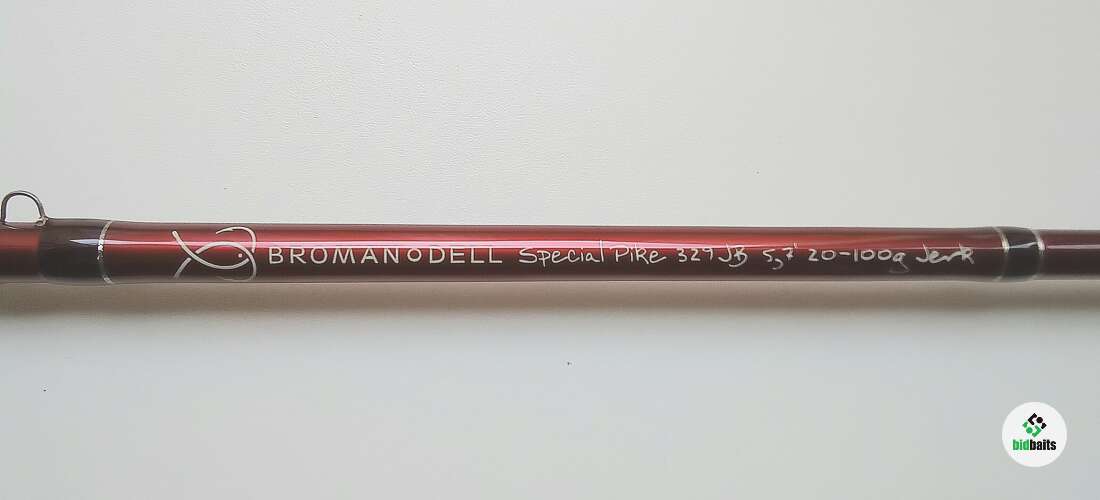 BROMANODELL Special Pike 329 JB 5,7' 20-100g Jerk
bidbaits